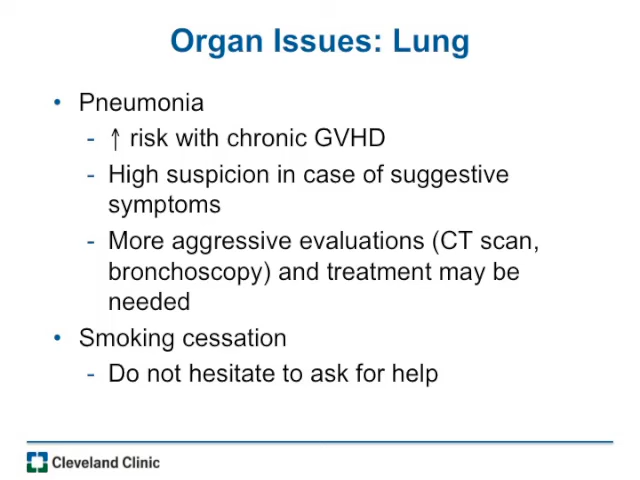 Organ Issues: Lung
• Pneumonia
- ↑ risk with chronic GVHD
- High suspicion in case of suggestive
symptoms
- More aggressive evaluations (CT scan,
bronchoscopy) and treatment may be
needed
• Smoking cessation
- Do not hesitate to ask for help
Cleveland Clinic